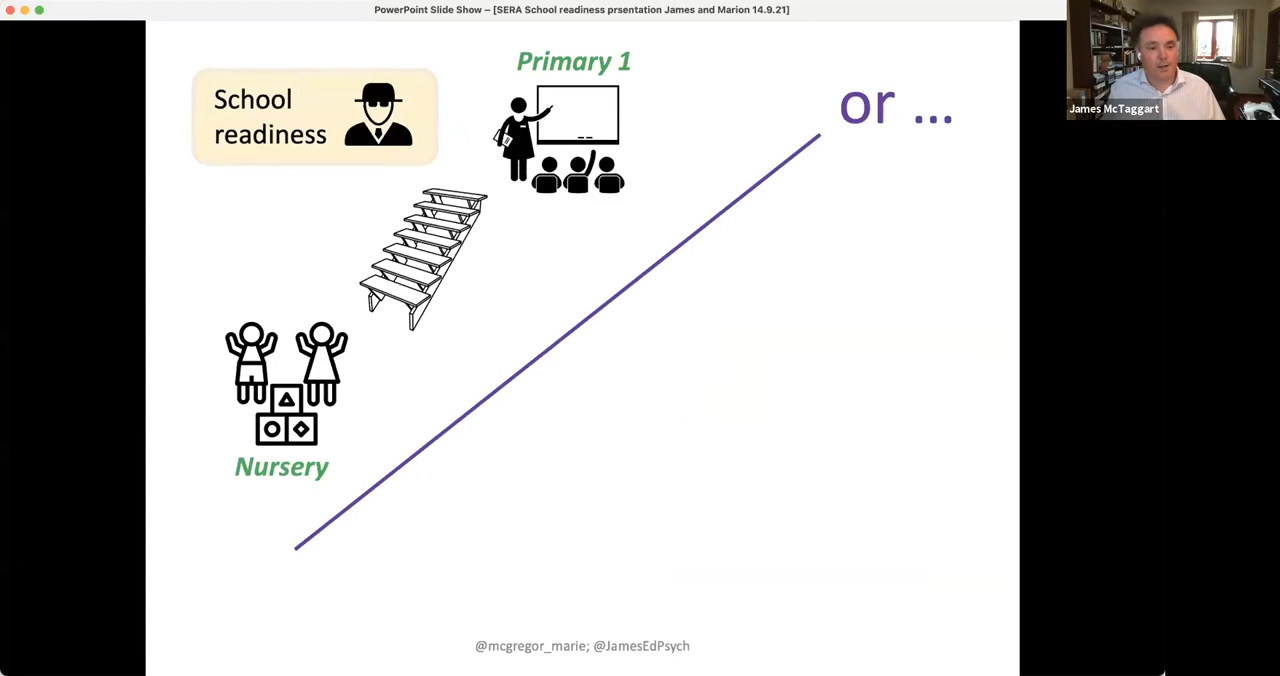 PowerPoint Slide Show – [SERA School readiness prsentation James and Marion 14.9.21]
James McTaggart
Primary 1
School
readiness
or ...
Nursery
@mcgregor_marie; @JamesEdPsych